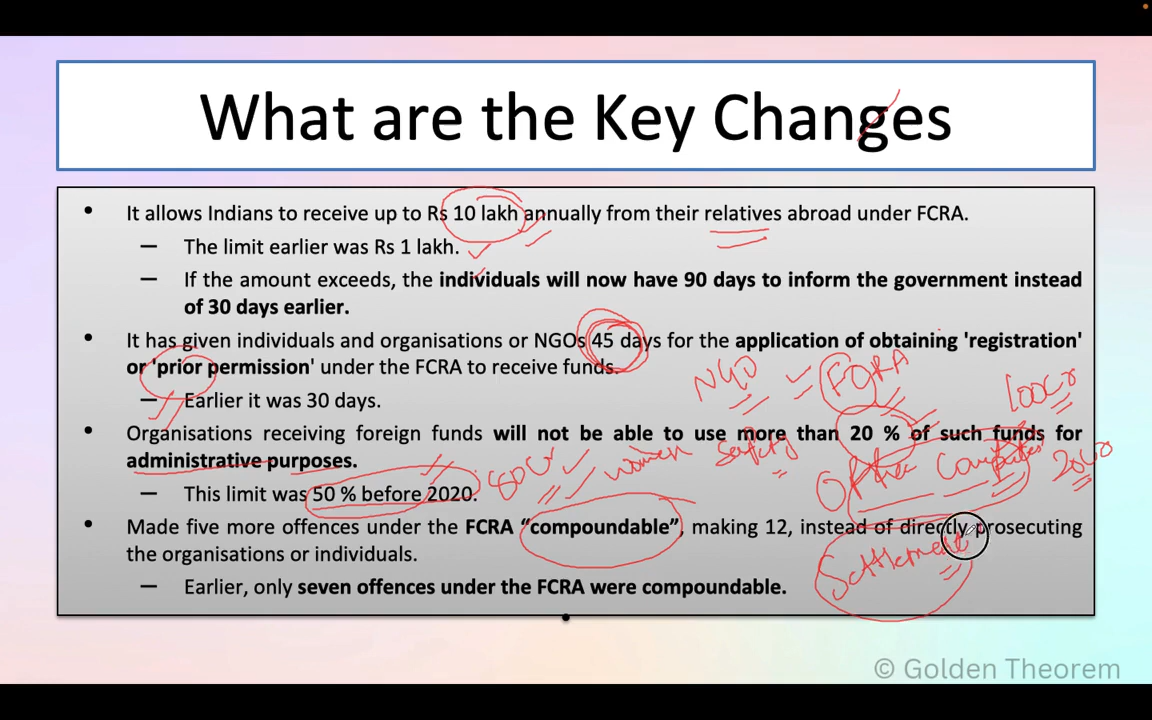 What are the Key Changes
• It allows Indians to receive up to Rs 10 lakh annually from their relatives abroad under FCRA.
— The limit earlier was Rs 1 lakh.
— If the amount exceeds, the individuals will now have 90 days to inform the government instead
of 30 days earlier.
• It has given individuals and organisations or NGOs 45 days for the application of obtaining 'registration'
or 'prior permission' under the FCRA to receive funds.
NGO FCRA
100Cr
— Earlier it was 30 days.
• Organisations receiving foreign funds will not be able to use more than 20 % of such funds for
administrative purposes.
80Cr women safety
Office Computer 20Cr
— This limit was 50 % before 2020.
• Made five more offences under the FCRA “compoundable”, making 12, instead of directly prosecuting
the organisations or individuals.
Settlement
— Earlier, only seven offences under the FCRA were compoundable.
© Golden Theorem